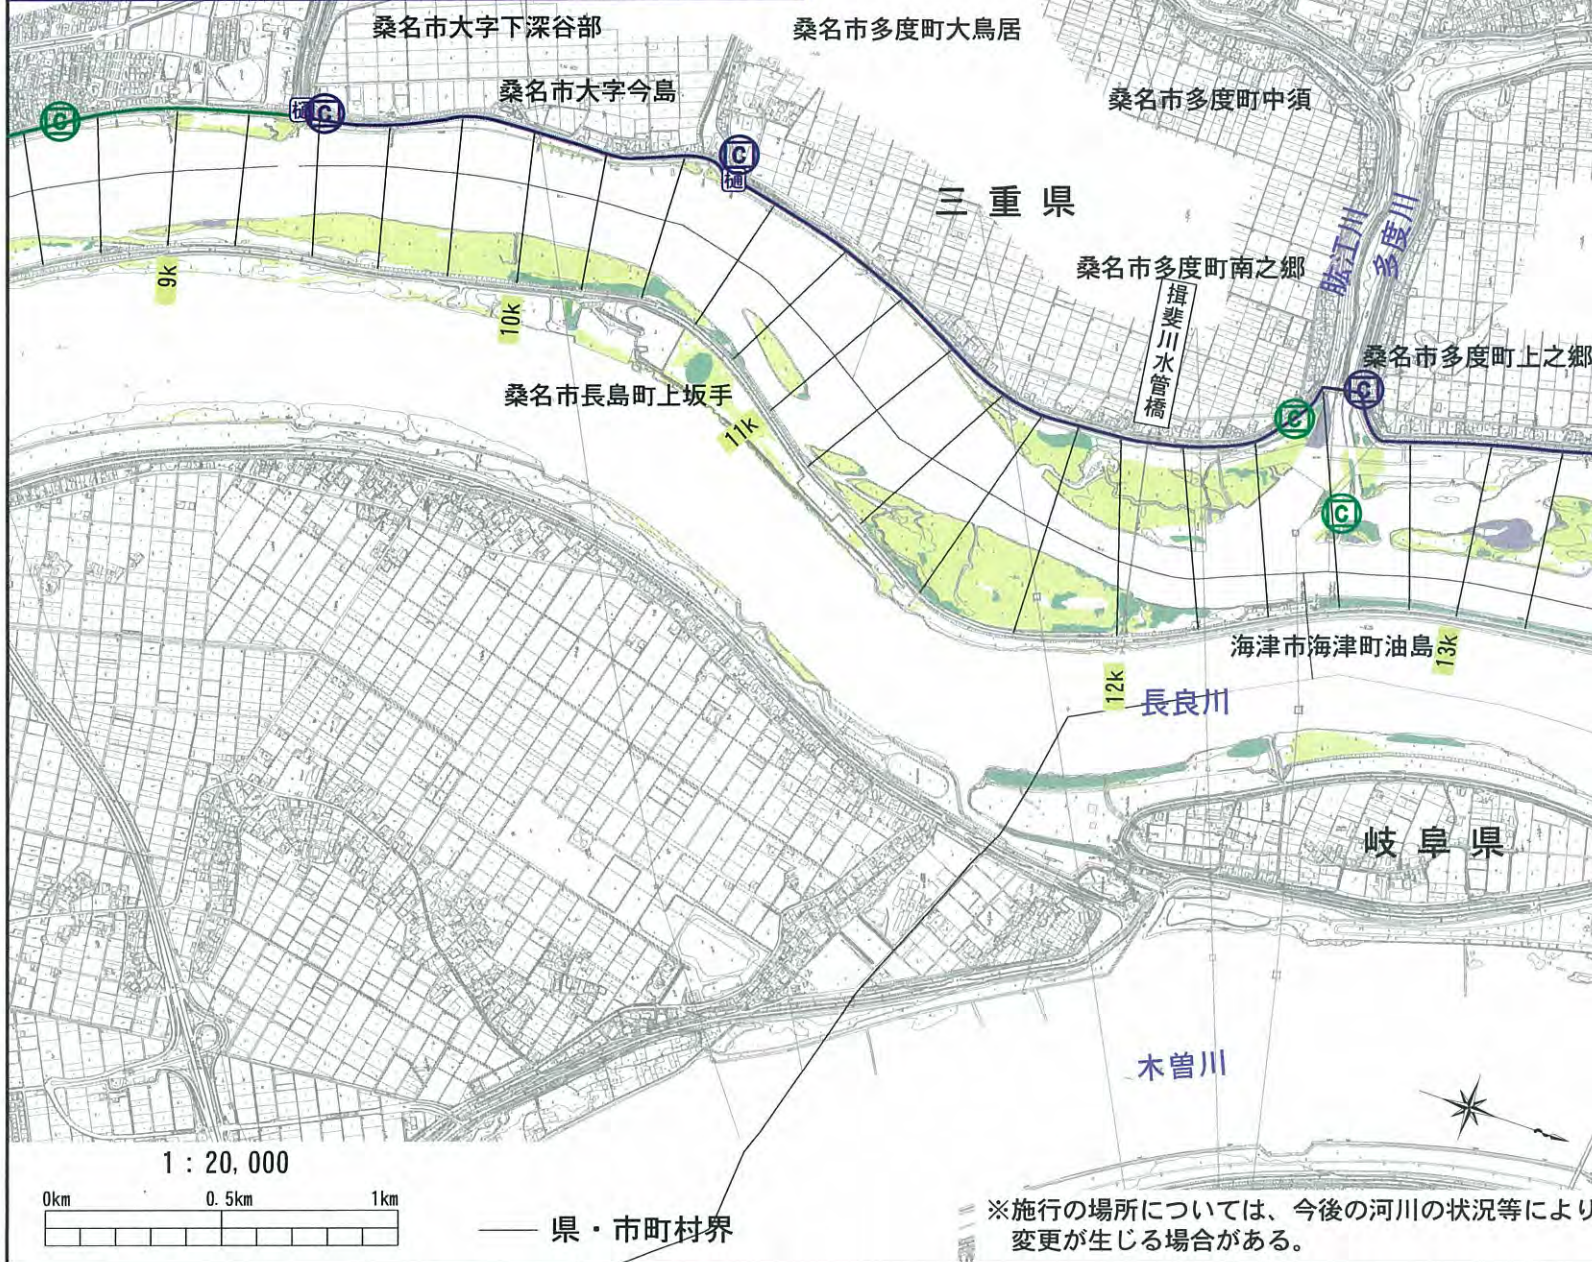 桑名市大字下深谷部
桑名市多度町大鳥居
桑名市大字今島
桑名市多度町中須
C
樋
C
C
樋
三重県
肱江川
多度川
桑名市多度町南之郷
揖斐川水管橋
9k
10k
桑名市長島町上坂手
11k
桑名市多度町上之郷
C
C
C
海津市海津町油島
13k
12k
長良川
岐阜県
木曽川
1:20,000
0km 0.5km 1km
県・市町村界
※施行の場所については、今後の河川の状況等により
変更が生じる場合がある。